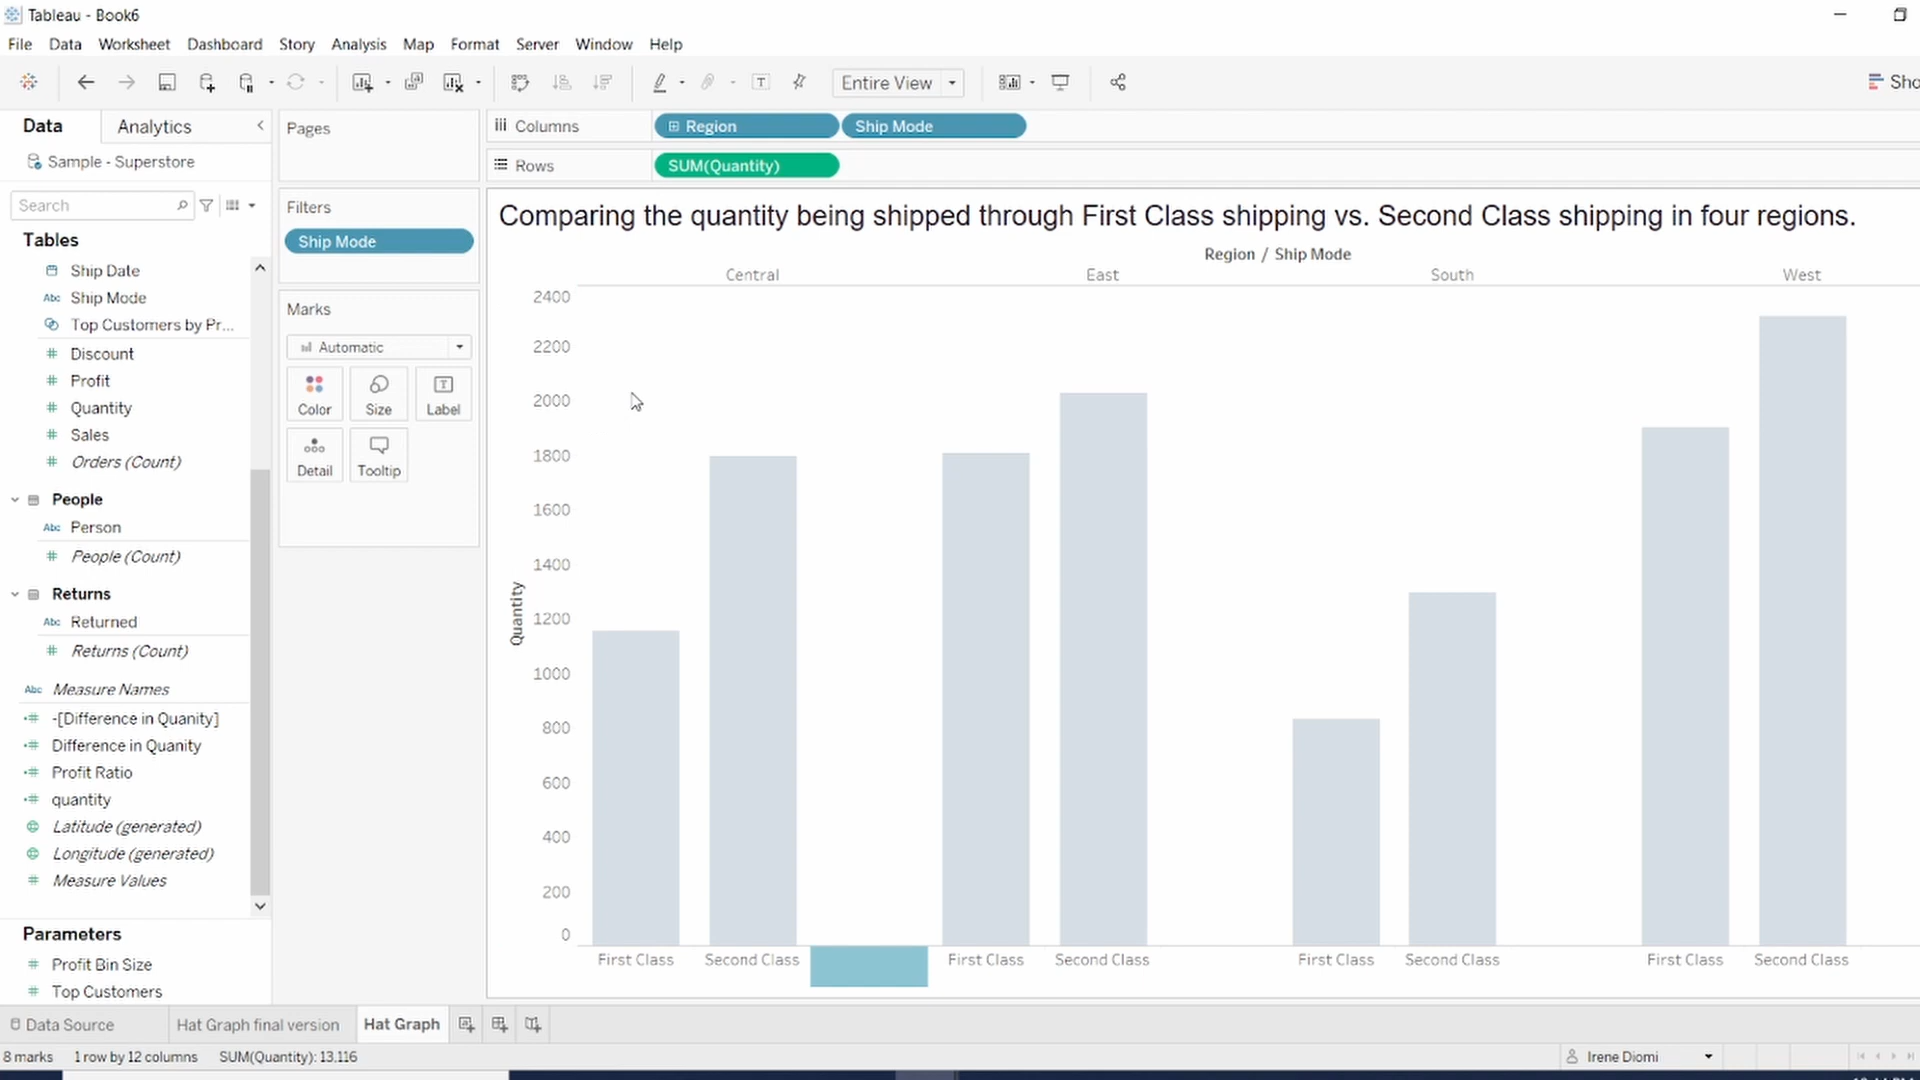 Tableau - Book6
File Data Worksheet Dashboard Story Analysis Map Format Server Window Help
Entire View
Sho
Data Analytics
Sample - Superstore
Search
Tables
Ship Date
Abc Ship Mode
Top Customers by Pr...
# Discount
# Profit
# Quantity
# Sales
# Orders (Count)
People
Abc Person
# People (Count)
Returns
Abc Returned
# Returns (Count)
Abc Measure Names
# -[Difference in Quanity]
# Difference in Quanity
# Profit Ratio
# quantity
Latitude (generated)
Longitude (generated)
# Measure Values
Parameters
# Profit Bin Size
# Top Customers
Pages
Filters
Ship Mode
Marks
Automatic
Color Size Label
Detail Tooltip
Columns Region Ship Mode
Rows SUM(Quantity)
Comparing the quantity being shipped through First Class shipping vs. Second Class shipping in four regions.
Region / Ship Mode
Central East South West
2400
2200
2000
1800
1600
1400
1200
1000
800
600
400
200
0
Quantity
First Class Second Class First Class Second Class First Class Second Class First Class Second Class
Data Source Hat Graph final version Hat Graph
8 marks 1 row by 12 columns SUM(Quantity): 13,116 Irene Diomi